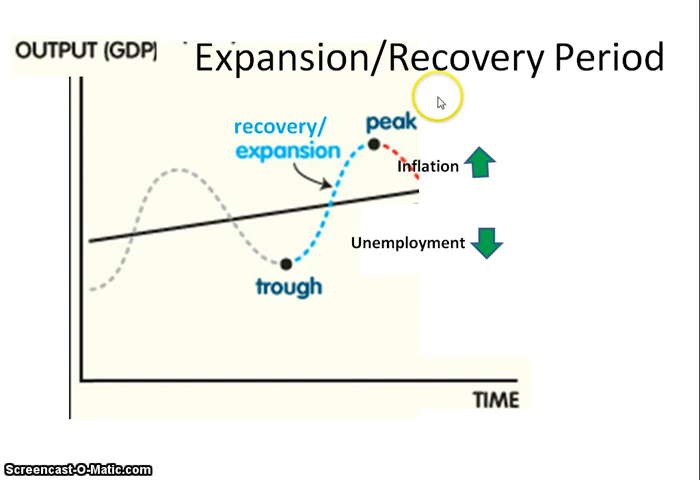 OUTPUT (GDP)
Expansion/Recovery Period
recovery/
expansion
peak
Inflation
Unemployment
trough
TIME
Screencast-O-Matic.com